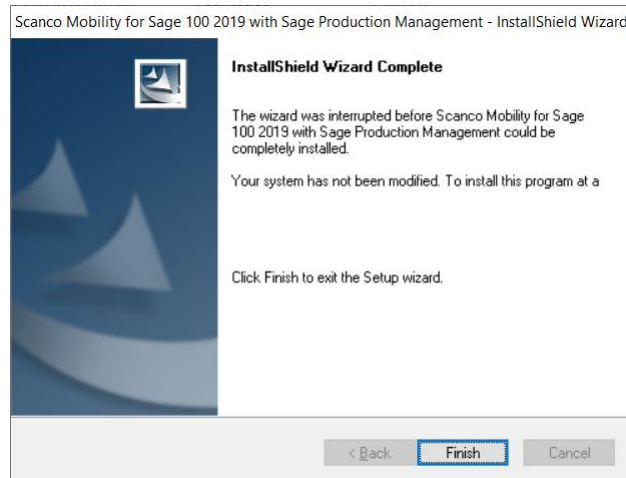 Scanco Mobility for Sage 100 2019 with Sage Production Management - InstallShield Wizard
InstallShield Wizard Complete
The wizard was interrupted before Scanco Mobility for Sage
100 2019 with Sage Production Management could be
completely installed.
Your system has not been modified. To install this program at a
Click Finish to exit the Setup wizard.
< Back
Finish
Cancel